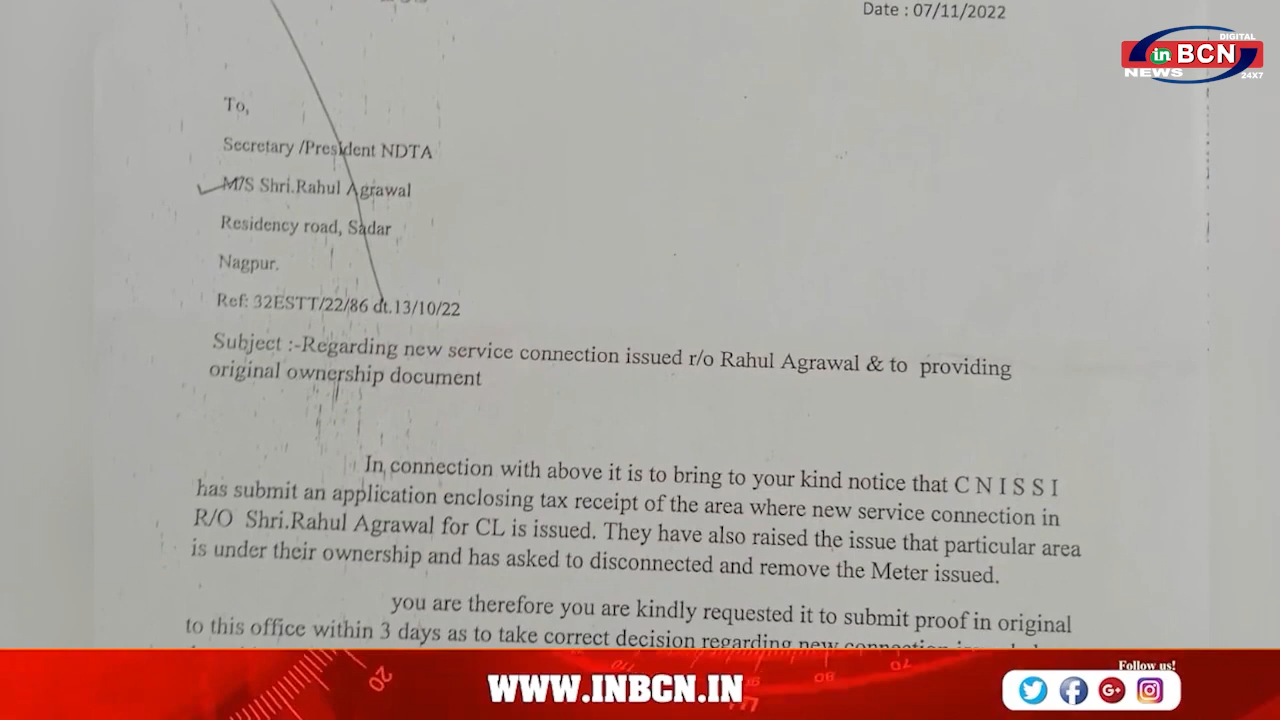 Date : 07/11/2022
DIGITAL
in BCN
NEWS
24X7
To,
Secretary /President NDTA
M/S Shri.Rahul Agrawal
Residency road, Sadar
Nagpur.
Ref: 32ESTT/22/86 dt.13/10/22
Subject :-Regarding new service connection issued r/o Rahul Agrawal & to providing
original ownership document
In connection with above it is to bring to your kind notice that C N I S S I
has submit an application enclosing tax receipt of the area where new service connection in
R/O Shri.Rahul Agrawal for CL is issued. They have also raised the issue that particular area
is under their ownership and has asked to disconnected and remove the Meter issued.
you are therefore you are kindly requested it to submit proof in original
to this office within 3 days as to take correct decision regarding new connection
20
WWW.INBCN.IN
Follow us!